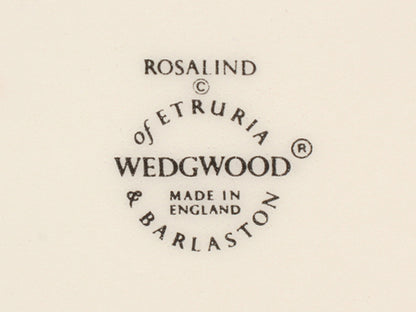 ROSALIND
©
of ETRURIA
WEDGWOOD®
MADE IN
ENGLAND
& BARLASTON